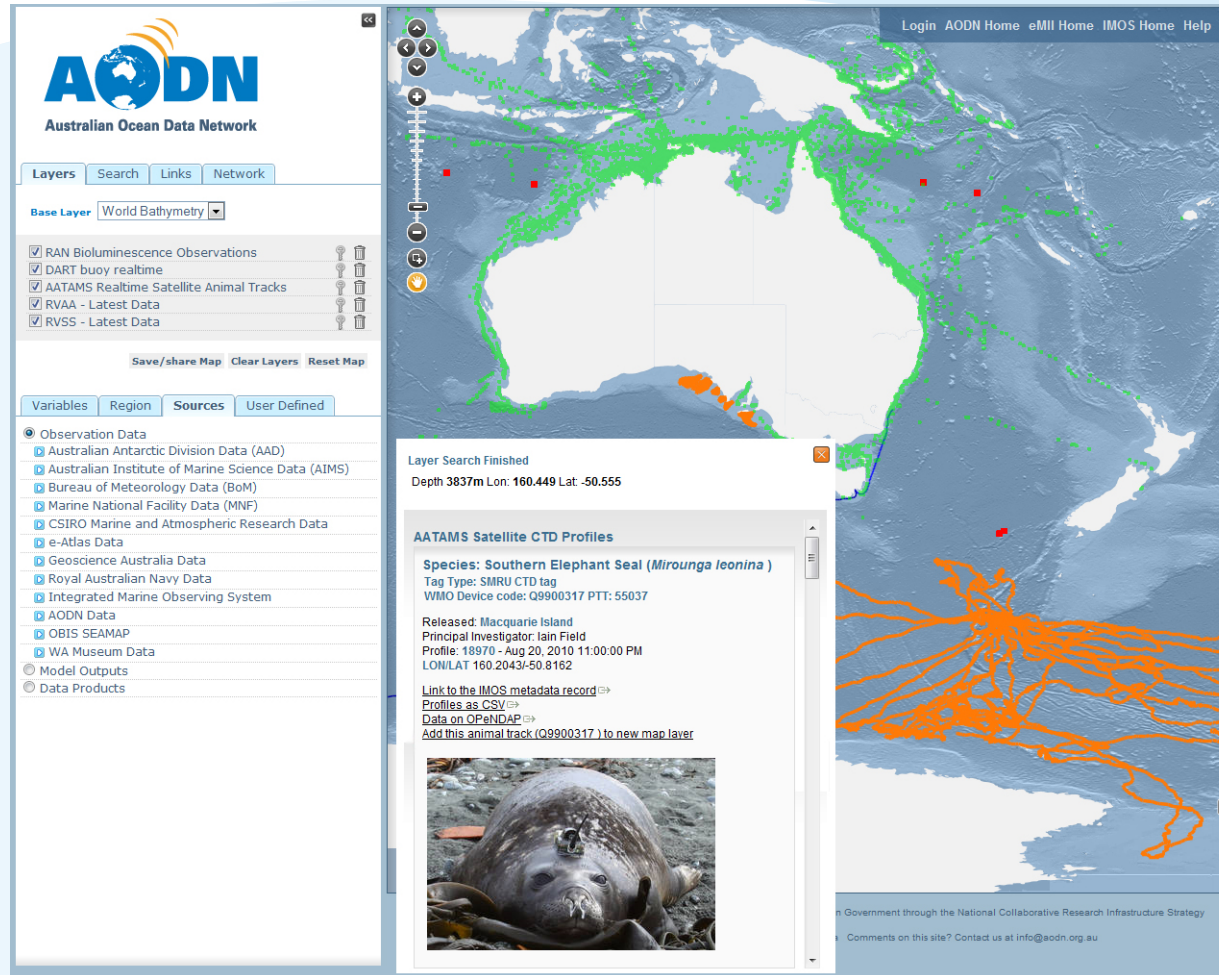 AODN
Australian Ocean Data Network
Layers Search Links Network
Base Layer World Bathymetry
RAN Bioluminescence Observations
DART buoy realtime
AATAMS Realtime Satellite Animal Tracks
RVAA - Latest Data
RVSS - Latest Data
Save/share Map Clear Layers Reset Map
Variables Region Sources User Defined
Observation Data
Australian Antarctic Division Data (AAD)
Australian Institute of Marine Science Data (AIMS)
Bureau of Meteorology Data (BoM)
Marine National Facility Data (MNF)
CSIRO Marine and Atmospheric Research Data
e-Atlas Data
Geoscience Australia Data
Royal Australian Navy Data
Integrated Marine Observing System
AODN Data
OBIS SEAMAP
WA Museum Data
Model Outputs
Data Products
Login AODN Home eMII Home IMOS Home Help
Layer Search Finished
Depth 3837m Lon: 160.449 Lat: -50.555
AATAMS Satellite CTD Profiles
Species: Southern Elephant Seal (Mirounga leonina )
Tag Type: SMRU CTD tag
WMO Device code: Q9900317 PTT: 55037
Released: Macquarie Island
Principal Investigator: Iain Field
Profile: 18970 - Aug 20, 2010 11:00:00 PM
LON/LAT 160.2043/-50.8162
Link to the IMOS metadata record
Profiles as CSV
Data on OPeNDAP
Add this animal track (Q9900317 ) to new map layer
n Government through the National Collaborative Research Infrastructure Strategy
Comments on this site? Contact us at info@aodn.org.au